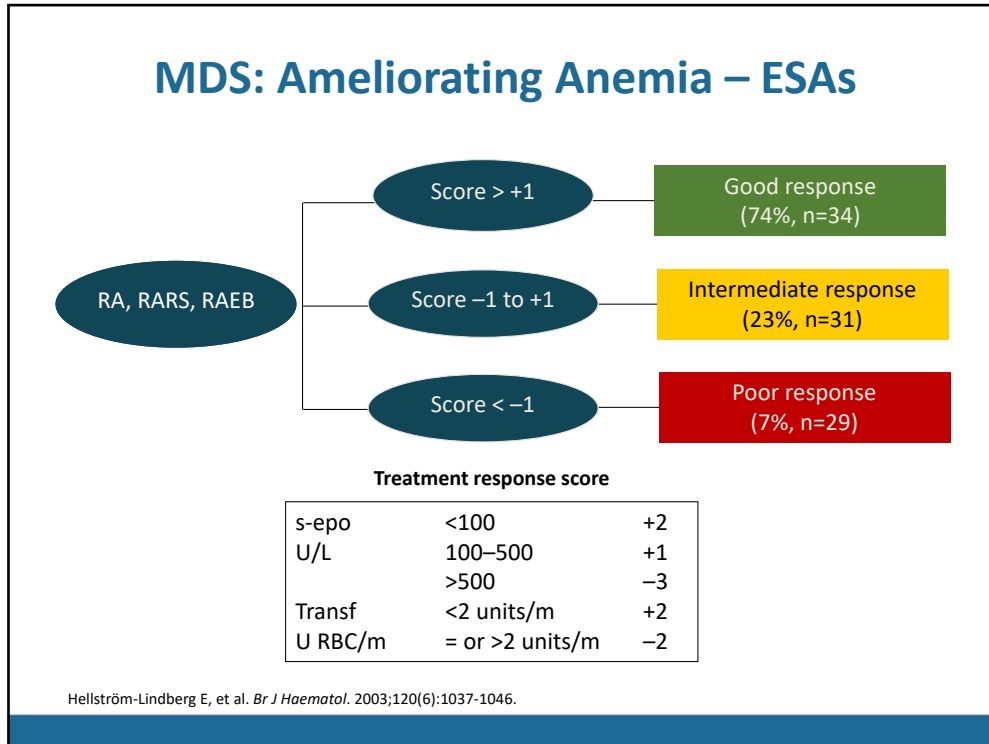 MDS: Ameliorating Anemia – ESAs
RA, RARS, RAEB
Score > +1
Good response
(74%, n=34)
Score –1 to +1
Intermediate response
(23%, n=31)
Score < –1
Poor response
(7%, n=29)
Treatment response score
s-epo <100 +2
U/L 100–500 +1
>500 –3
Transf <2 units/m +2
U RBC/m = or >2 units/m –2
Hellström-Lindberg E, et al. Br J Haematol. 2003;120(6):1037-1046.